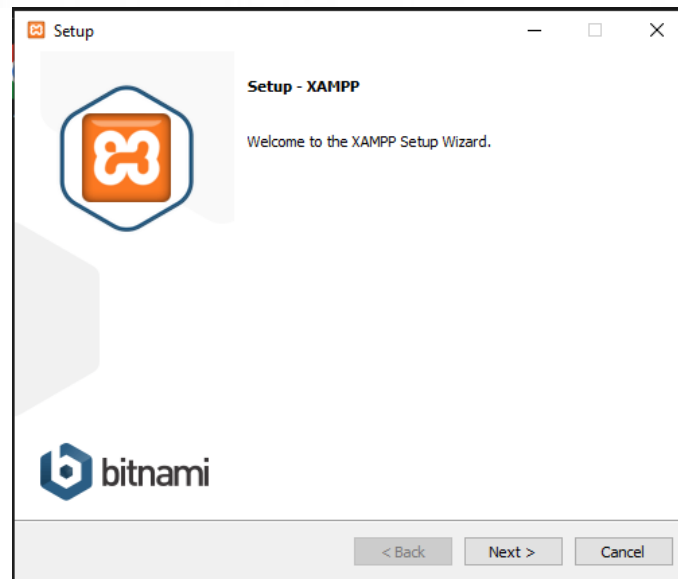 Setup
Setup - XAMPP
Welcome to the XAMPP Setup Wizard.
bitnami
< Back
Next >
Cancel